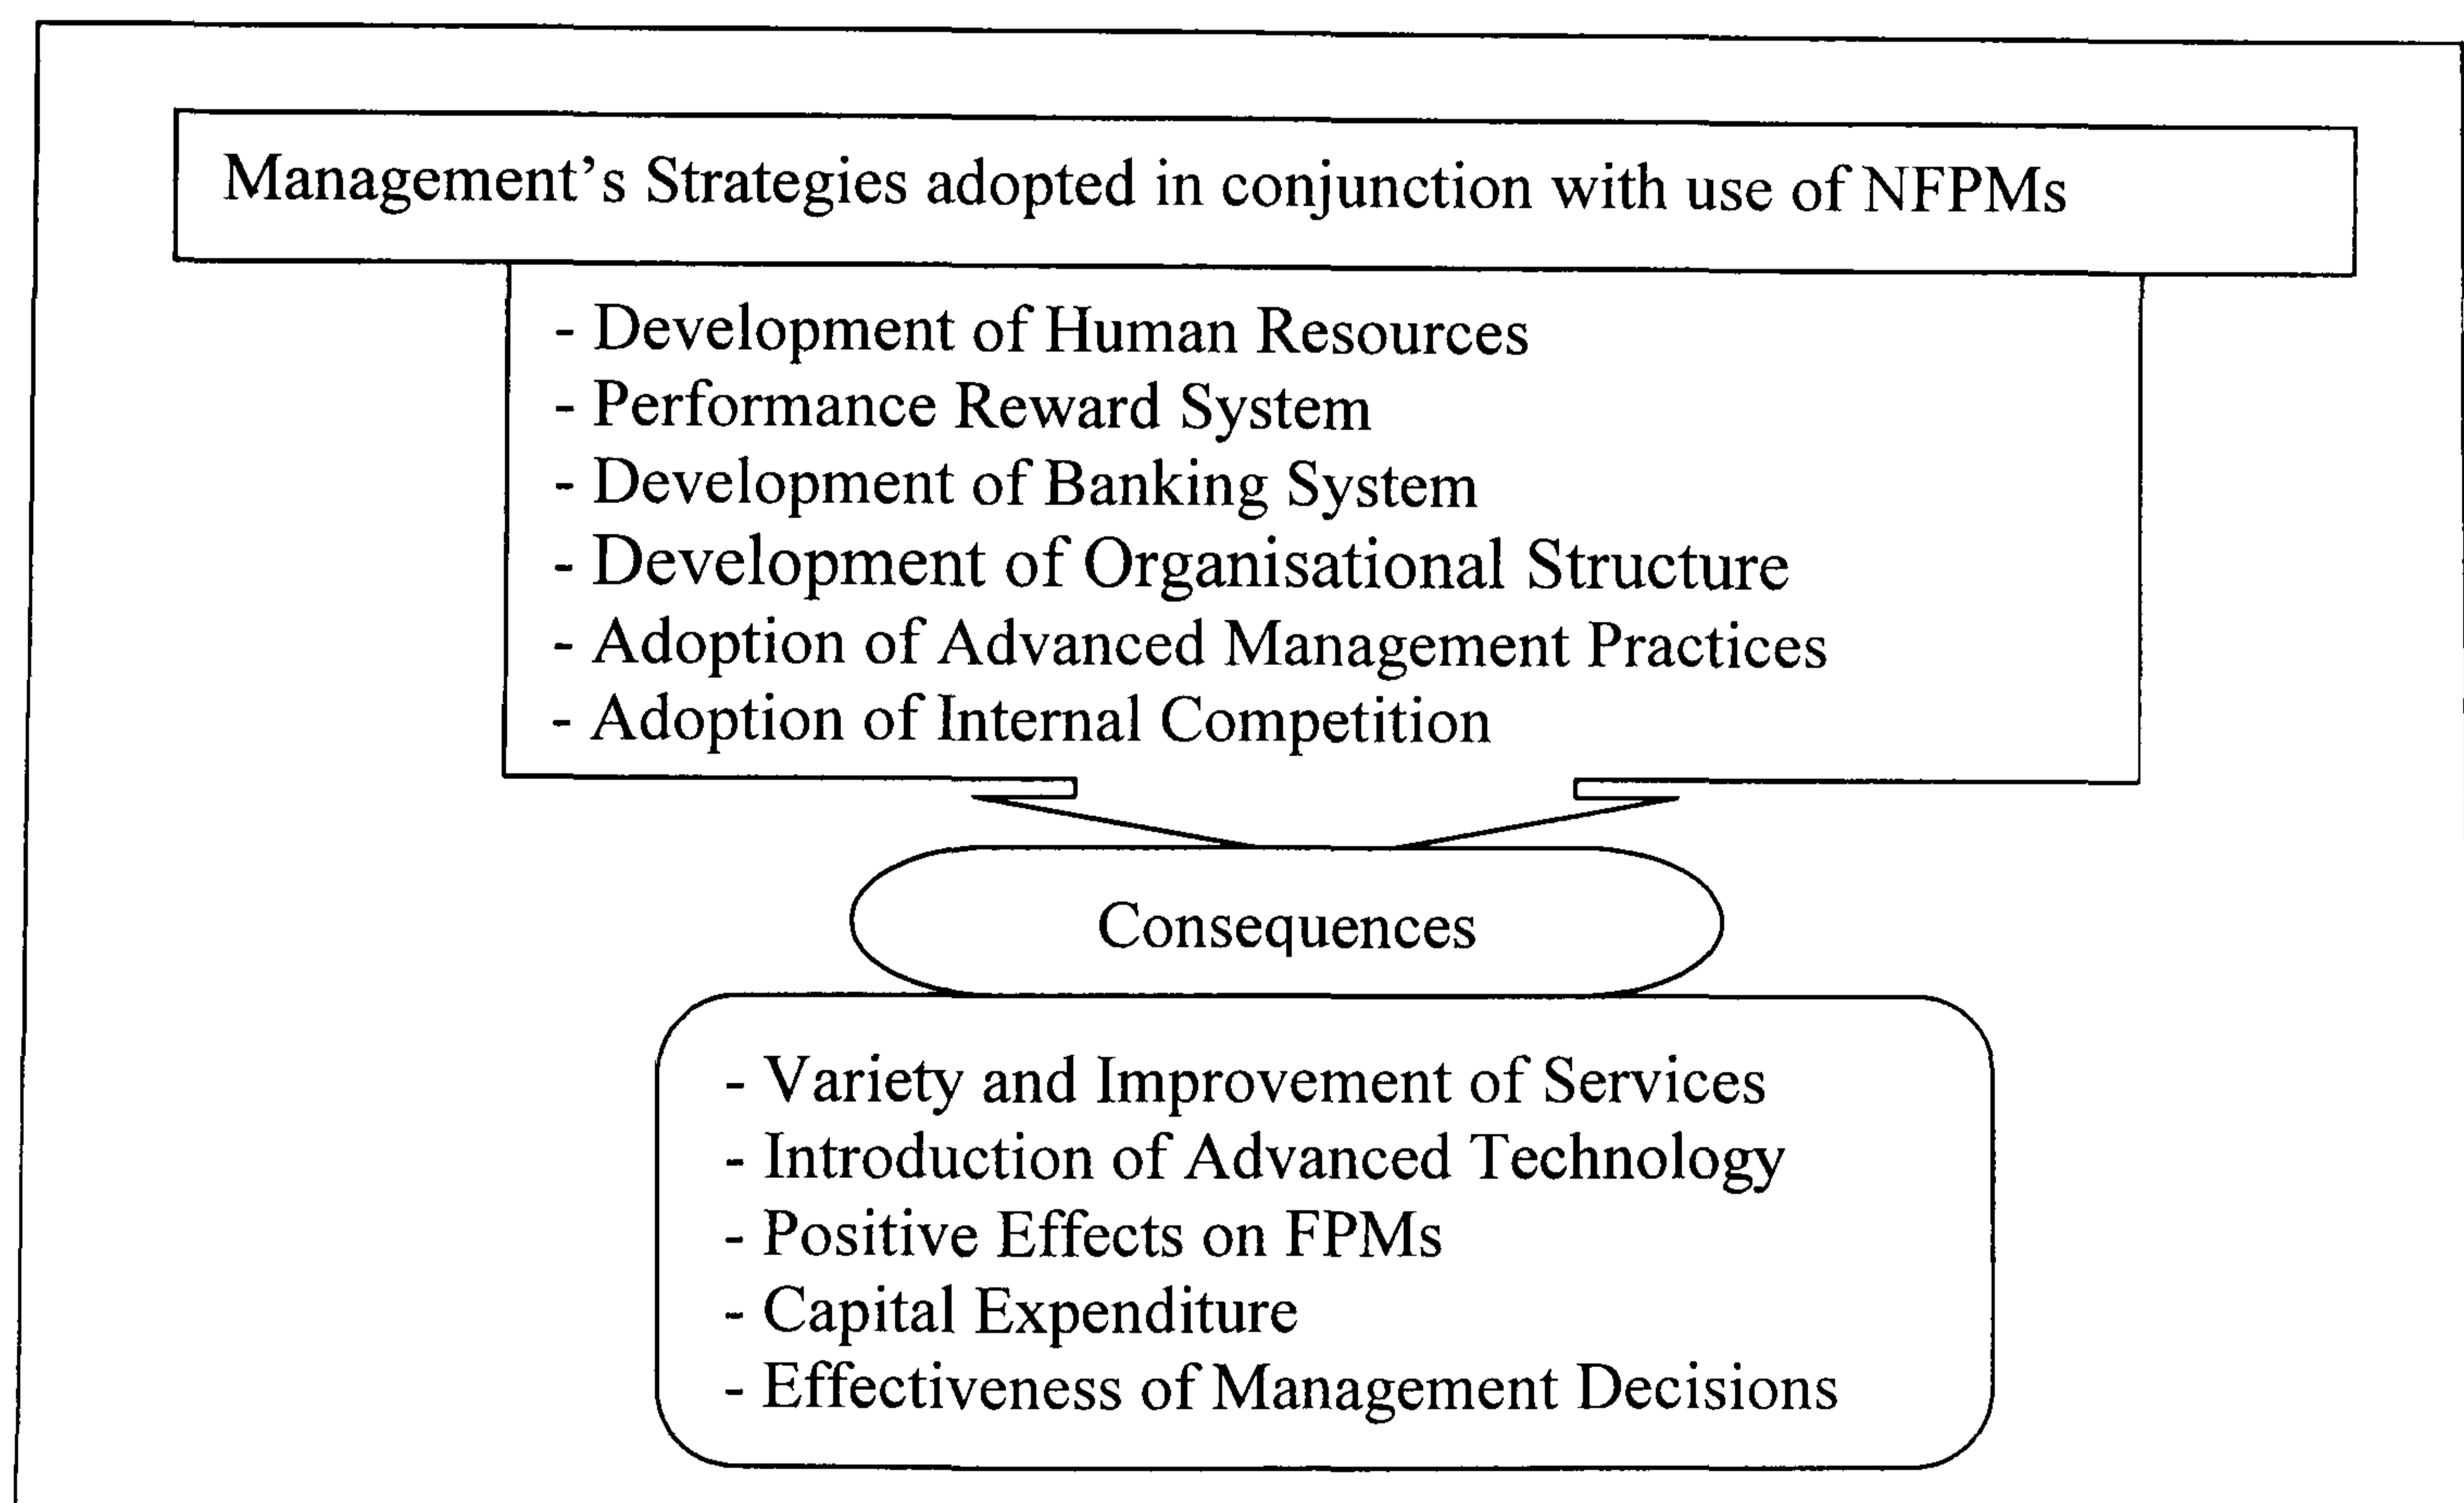 Management’s Strategies adopted in conjunction with use of NFPMs
- Development of Human Resources
- Performance Reward System
- Development of Banking System
- Development of Organisational Structure
- Adoption of Advanced Management Practices
- Adoption of Internal Competition
Consequences
- Variety and Improvement of Services
- Introduction of Advanced Technology
- Positive Effects on FPMs
- Capital Expenditure
- Effectiveness of Management Decisions